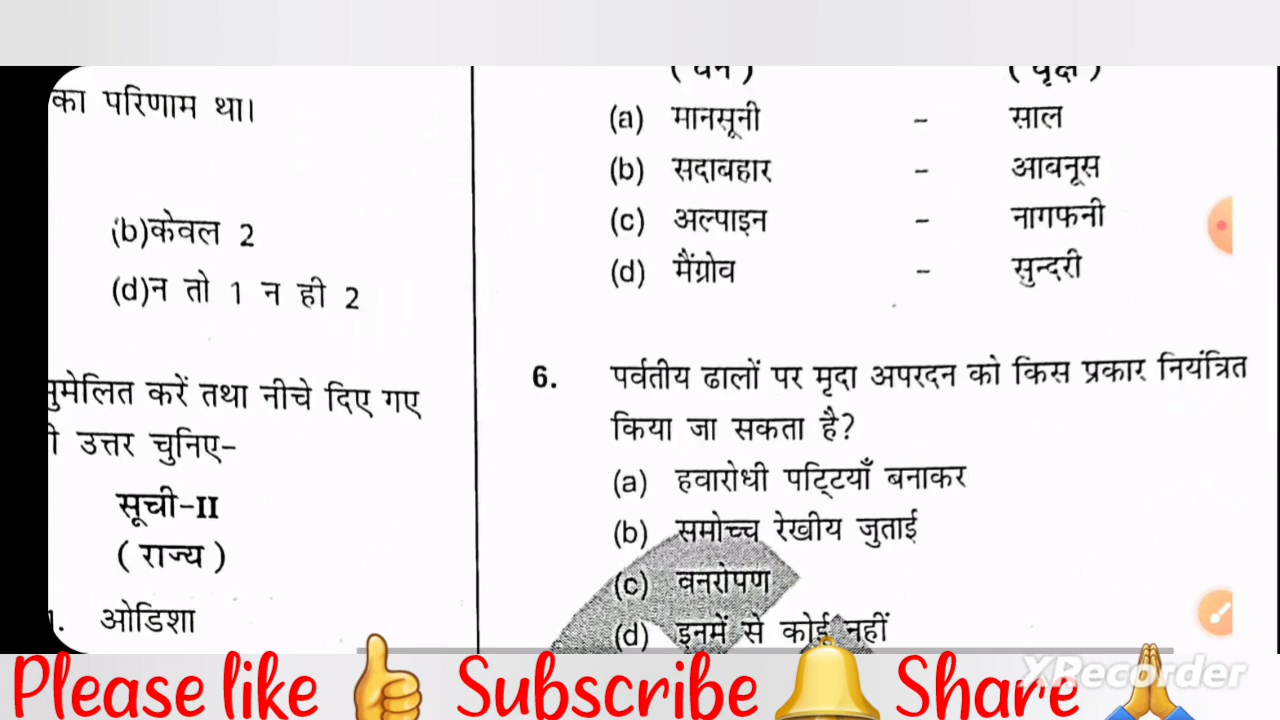 का परिणाम था।
(b)केवल 2
(d)न तो 1 न ही 2
सुमेलित करें तथा नीचे दिए गए
उत्तर चुनिए-
सूची-II
( राज्य )
ओडिशा
( वन ) ( वृक्ष )
(a) मानसूनी - साल
(b) सदाबहार - आबनूस
(c) अल्पाइन - नागफनी
(d) मैंग्रोव - सुन्दरी
6. पर्वतीय ढालों पर मृदा अपरदन को किस प्रकार नियंत्रित
किया जा सकता है?
(a) हवारोधी पट्टियाँ बनाकर
(b) समोच्च रेखीय जुताई
(c) वनरोपण
(d) इनमें से कोई नहीं
Please like Subscribe Share
XRecorder